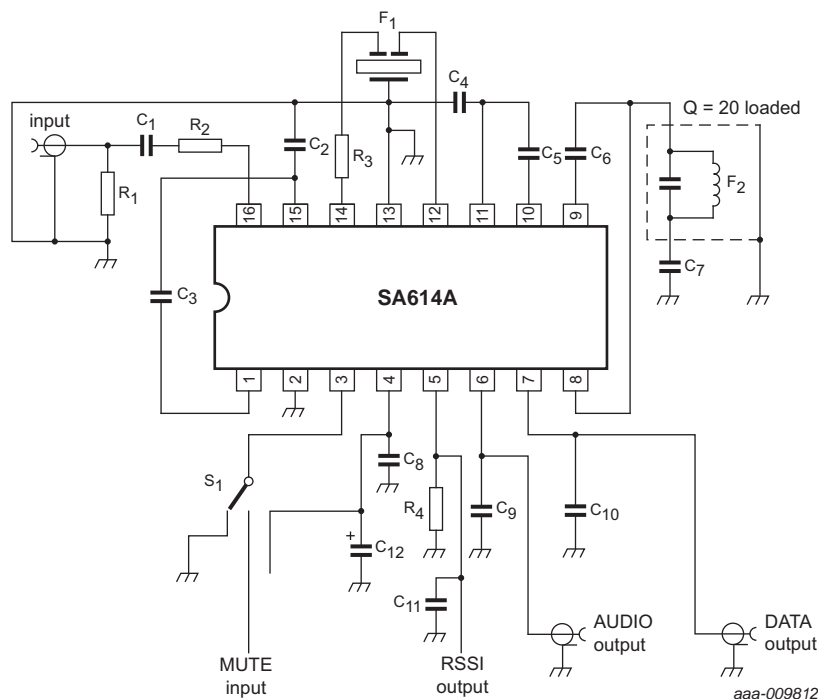 F1
C4
Q = 20 loaded
input
C1
R2
C2
R3
C5
C6
F2
R1
16
15
14
13
12
11
10
9
C7
C3
SA614A
1
2
3
4
5
6
7
8
C8
S1
R4
C9
C10
+
C12
C11
AUDIO
output
DATA
output
MUTE
input
RSSI
output
aaa-009812